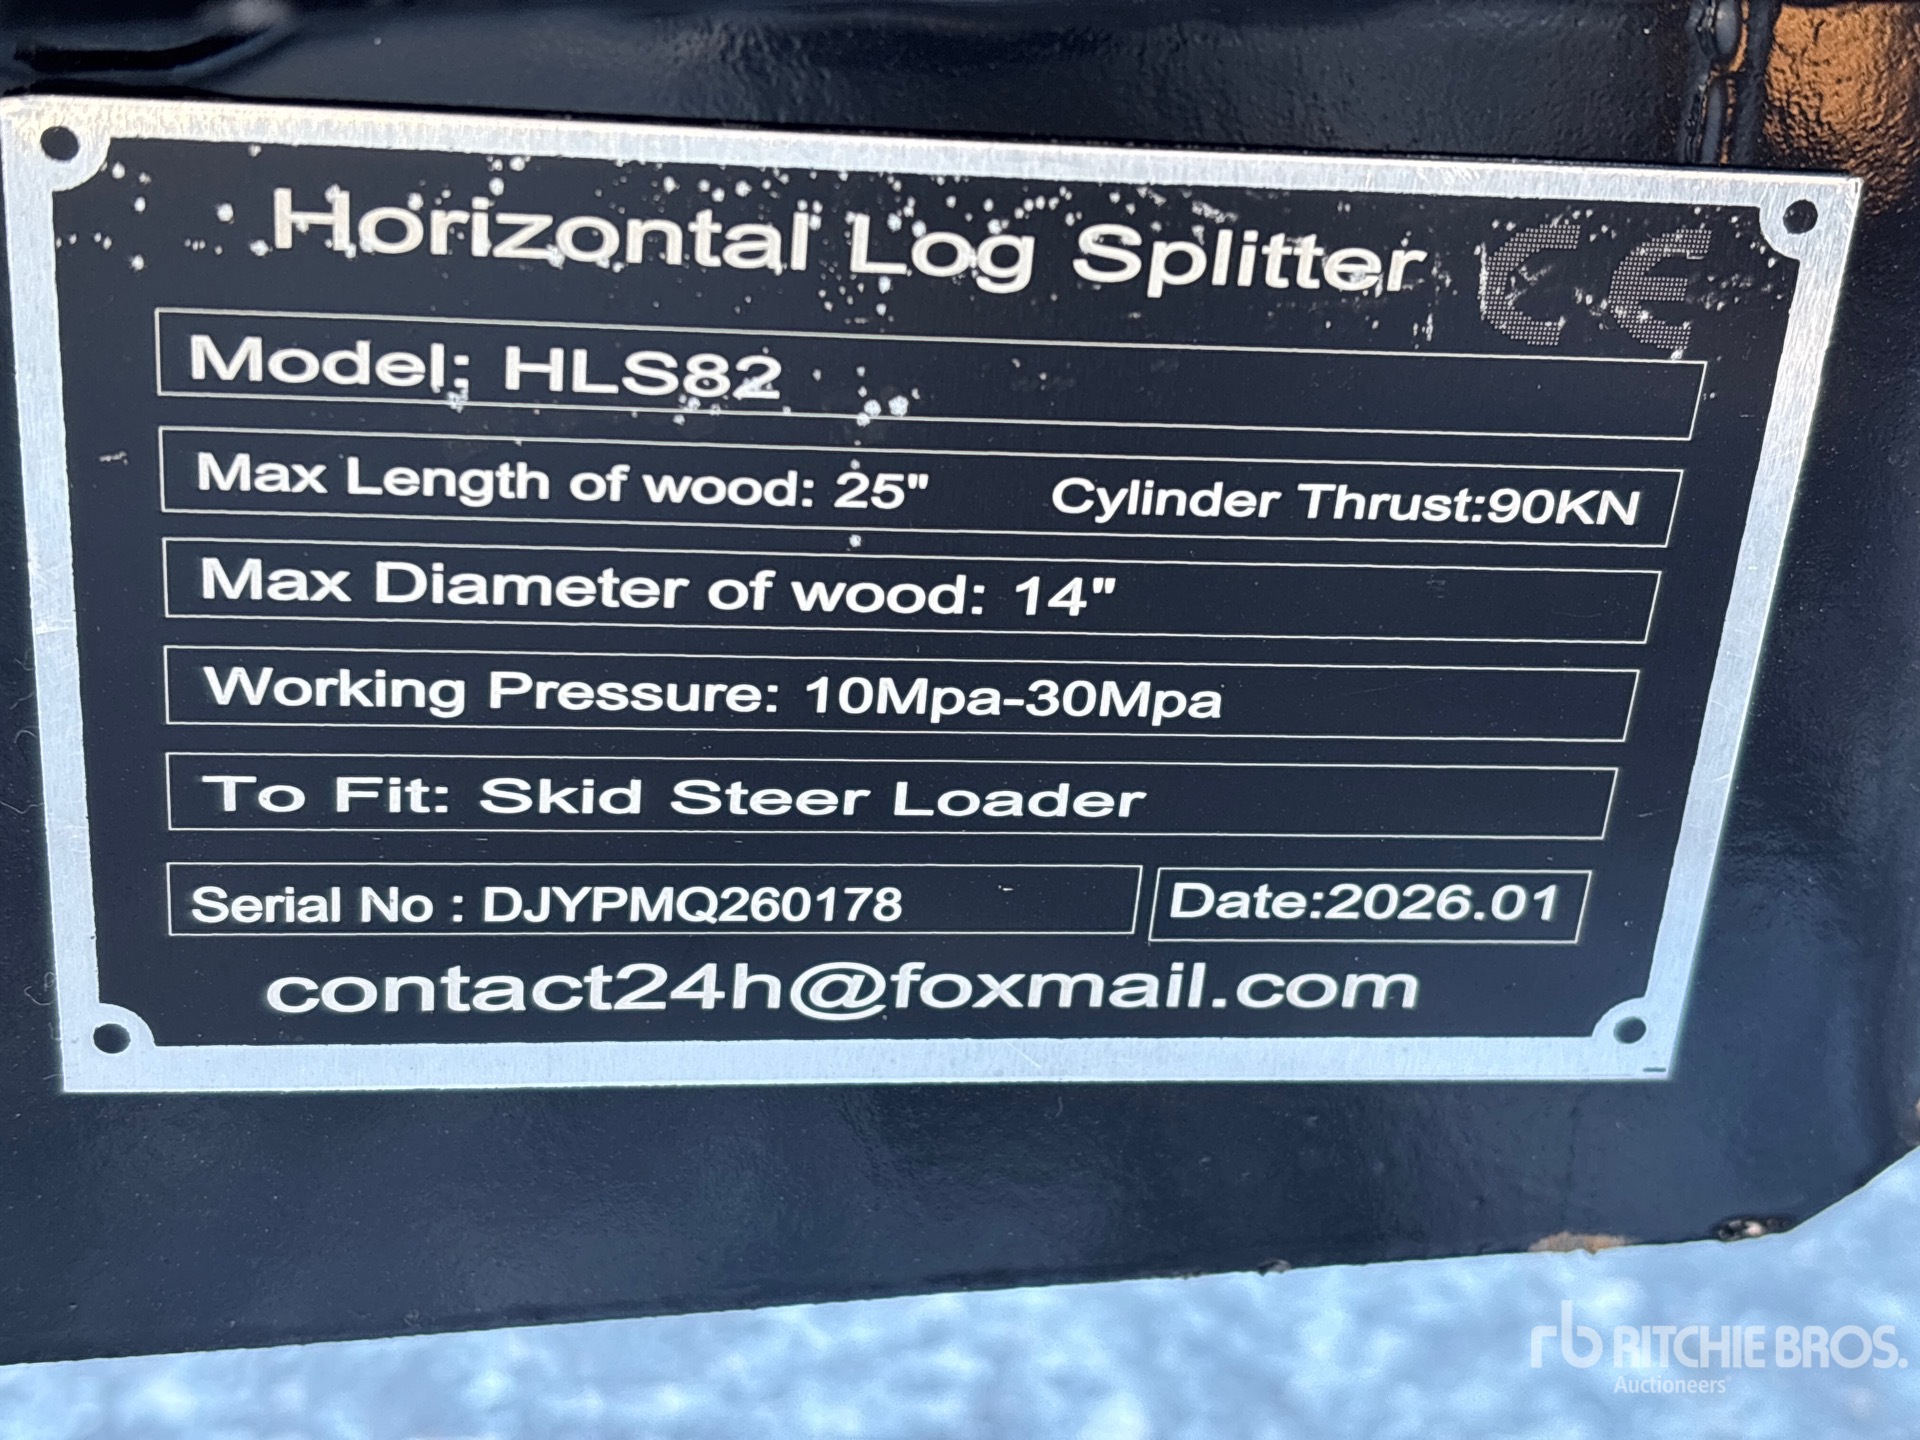 Horizontal Log Splitter CE
Model: HLS82
Max Length of wood: 25" Cylinder Thrust:90KN
Max Diameter of wood: 14"
Working Pressure: 10Mpa-30Mpa
To Fit: Skid Steer Loader
Serial No : DJYPMQ260178 Date:2026.01
contact24h@foxmail.com
rb RITCHIE BROS.
Auctioneers